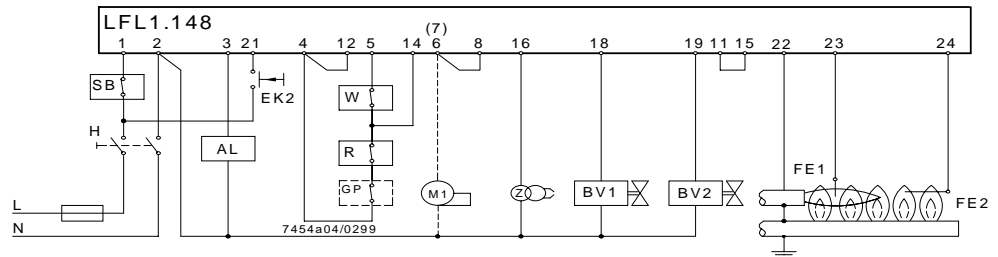 LFL1.148
(7)
1 2 3 21 4 12 5 14 6 8 16 18 19 11 15 22 23 24
SB
EK2
W
H
AL
R
FE1
GP
M1
Z
BV1
BV2
FE2
L
N
7454a04/0299